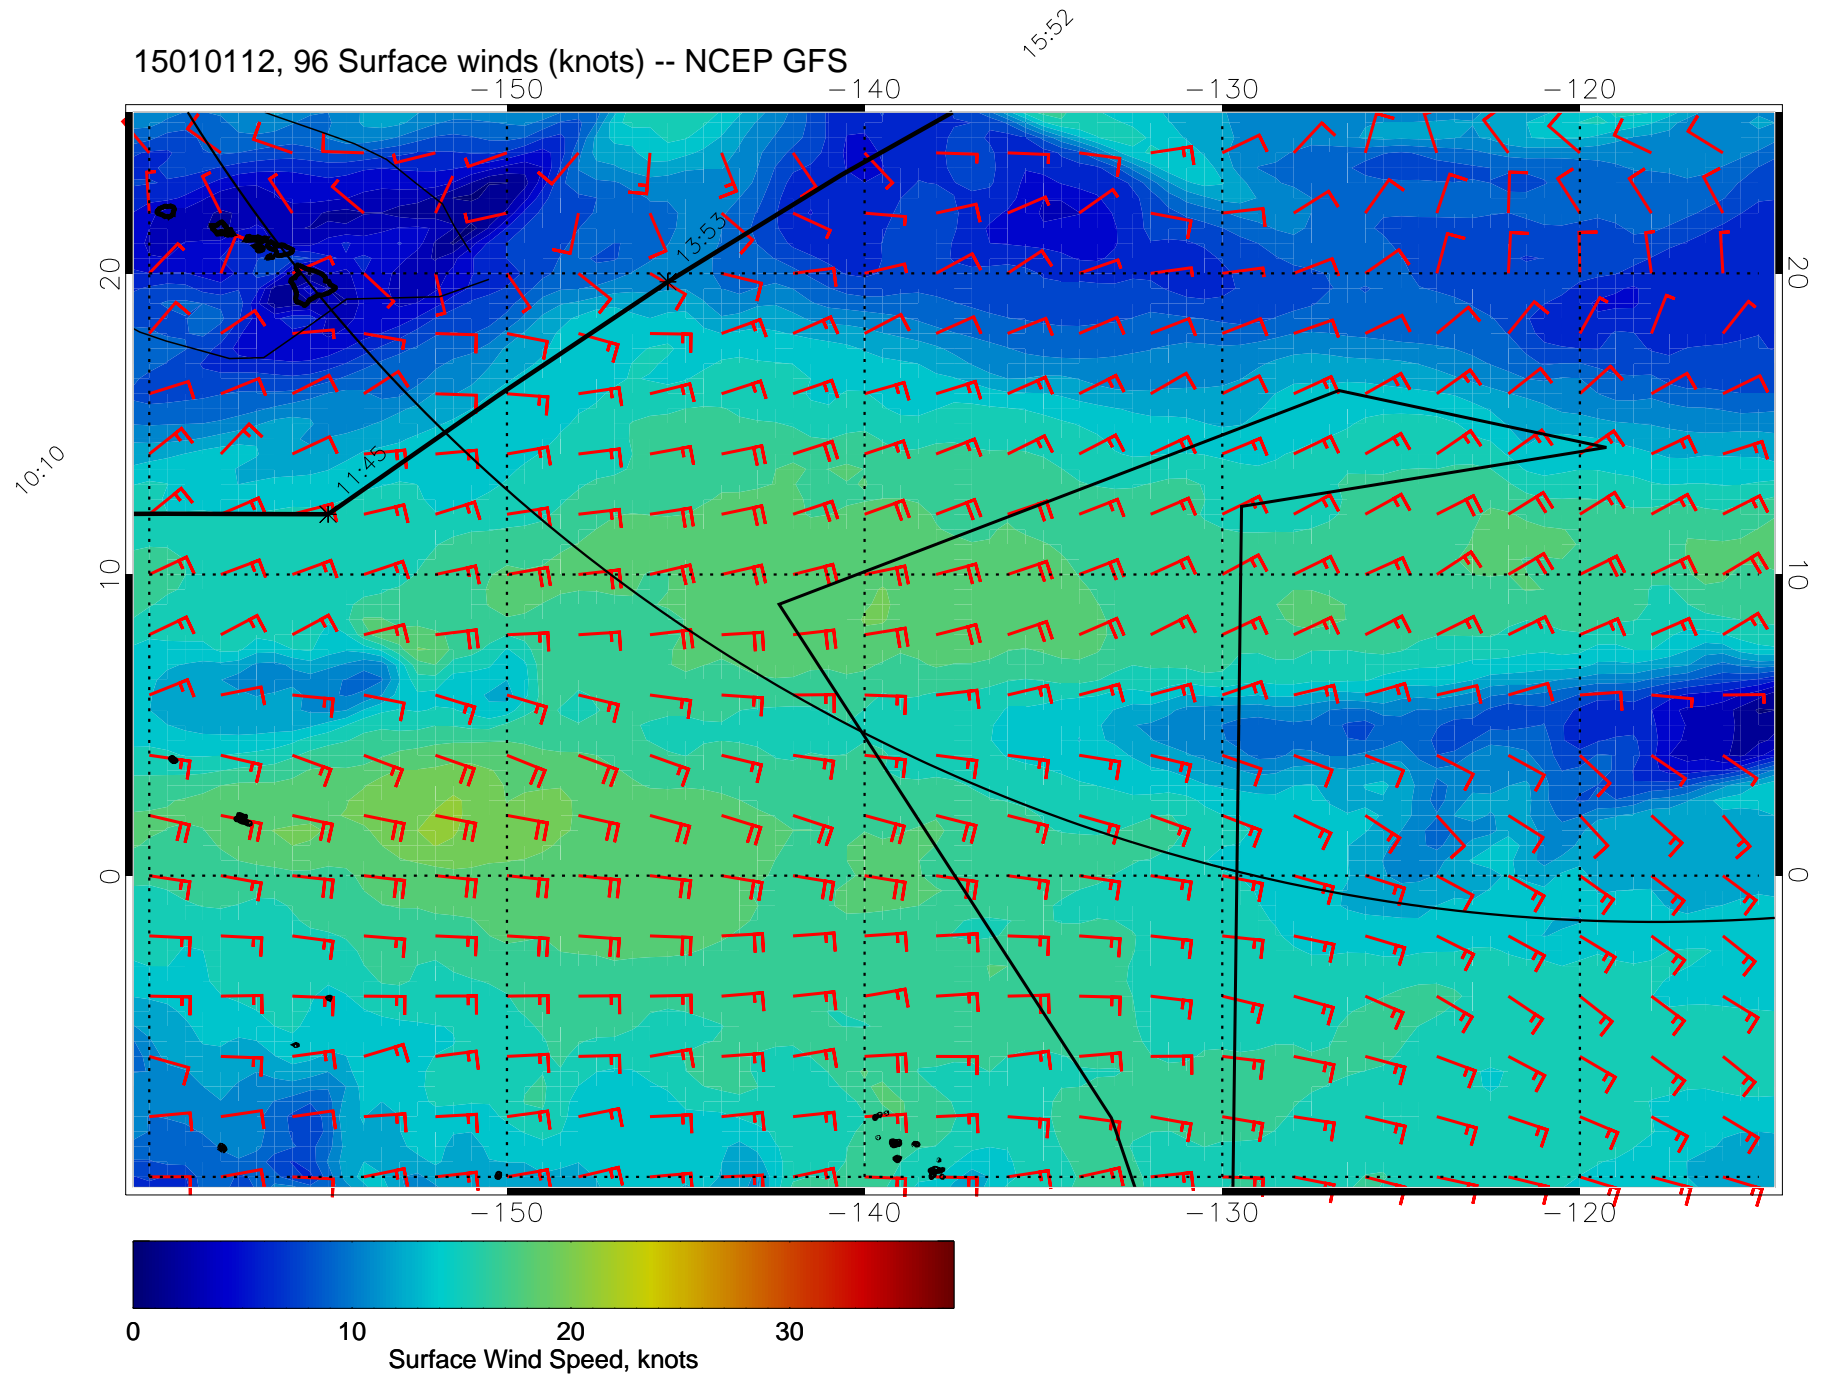 15:52
15010112, 96 Surface winds (knots) -- NCEP GFS
-150 -140 -130 -120
13:53
20 20
10:10
11:45
10 10
0 0
-150 -140 -130 -120
0 10 20 30
Surface Wind Speed, knots